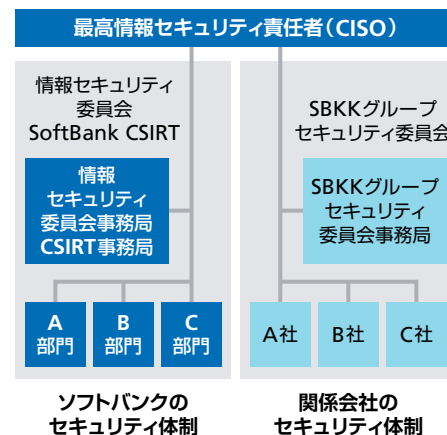 最高情報セキュリティ責任者（CISO）
情報セキュリティ
委員会
SoftBank CSIRT
情報
セキュリティ
委員会事務局
CSIRT事務局
A
部門
B
部門
C
部門
ソフトバンクの
セキュリティ体制
SBKKグループ
セキュリティ委員会
SBKKグループ
セキュリティ
委員会事務局
A社
B社
C社
関係会社の
セキュリティ体制